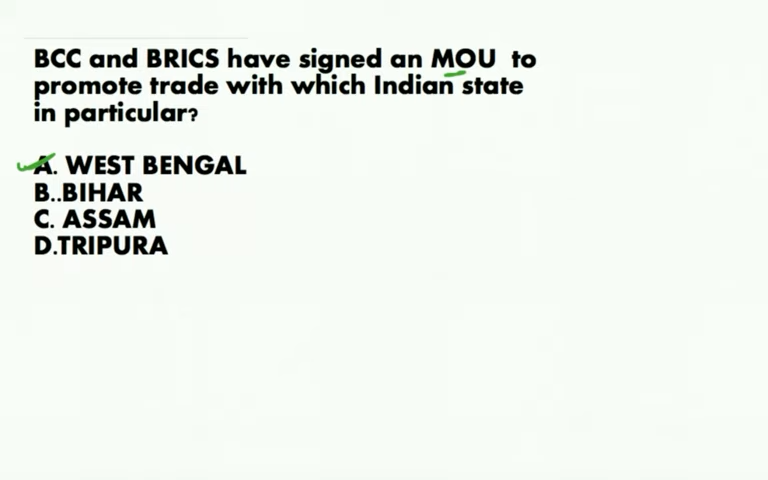 BCC and BRICS have signed an MOU to
promote trade with which Indian state
in particular?
A. WEST BENGAL
B..BIHAR
C. ASSAM
D.TRIPURA